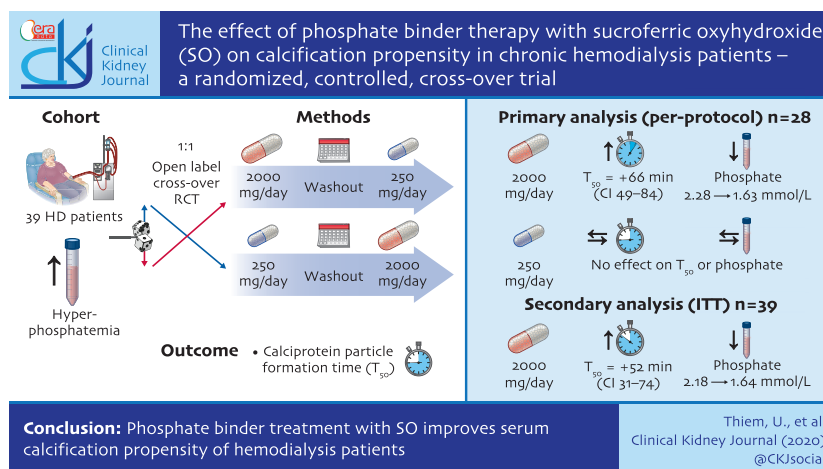 era
edta
ckj
Clinical
Kidney
Journal
The effect of phosphate binder therapy with sucroferric oxyhydroxide
(SO) on calcification propensity in chronic hemodialysis patients –
a randomized, controlled, cross-over trial
Cohort
39 HD patients
Hyper-
phosphatemia
Methods
1:1
Open label
cross-over
RCT
2000
mg/day
Washout
250
mg/day
250
mg/day
Washout
2000
mg/day
Outcome
• Calciprotein particle
formation time (T50)
Primary analysis (per-protocol) n=28
2000
mg/day
T50 = +66 min
(CI 49–84)
Phosphate
2.28 → 1.63 mmol/L
250
mg/day
No effect on T50 or phosphate
Secondary analysis (ITT) n=39
2000
mg/day
T50 = +52 min
(CI 31–74)
Phosphate
2.18 → 1.64 mmol/L
Conclusion: Phosphate binder treatment with SO improves serum
calcification propensity of hemodialysis patients
Thiem, U., et al
Clinical Kidney Journal (2020)
@CKJsocia